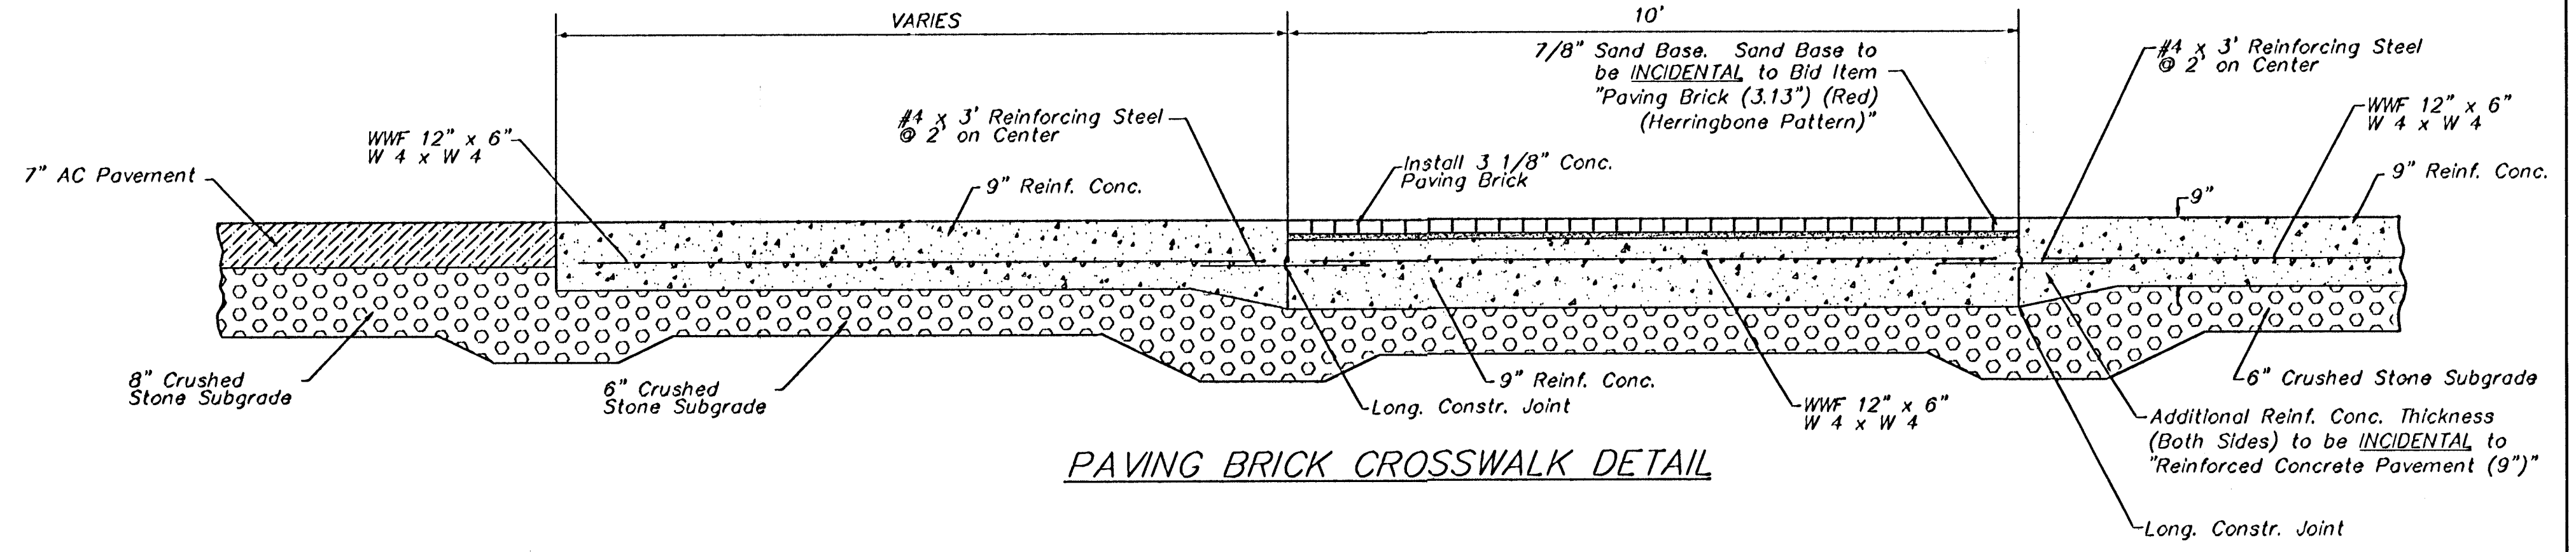 VARIES
10'
7/8" Sand Base. Sand Base to
be INCIDENTAL to Bid Item
"Paving Brick (3.13") (Red)
(Herringbone Pattern)"
#4 x 3' Reinforcing Steel
@ 2' on Center
WWF 12" x 6"
W 4 x W 4
#4 x 3' Reinforcing Steel
@ 2' on Center
WWF 12" x 6"
W 4 x W 4
7" AC Pavement
9" Reinf. Conc.
Install 3 1/8" Conc.
Paving Brick
9"
9" Reinf. Conc.
8" Crushed
Stone Subgrade
6" Crushed
Stone Subgrade
Long. Constr. Joint
9" Reinf. Conc.
WWF 12" x 6"
W 4 x W 4
6" Crushed Stone Subgrade
Additional Reinf. Conc. Thickness
(Both Sides) to be INCIDENTAL to
"Reinforced Concrete Pavement (9")"
Long. Constr. Joint
PAVING BRICK CROSSWALK DETAIL